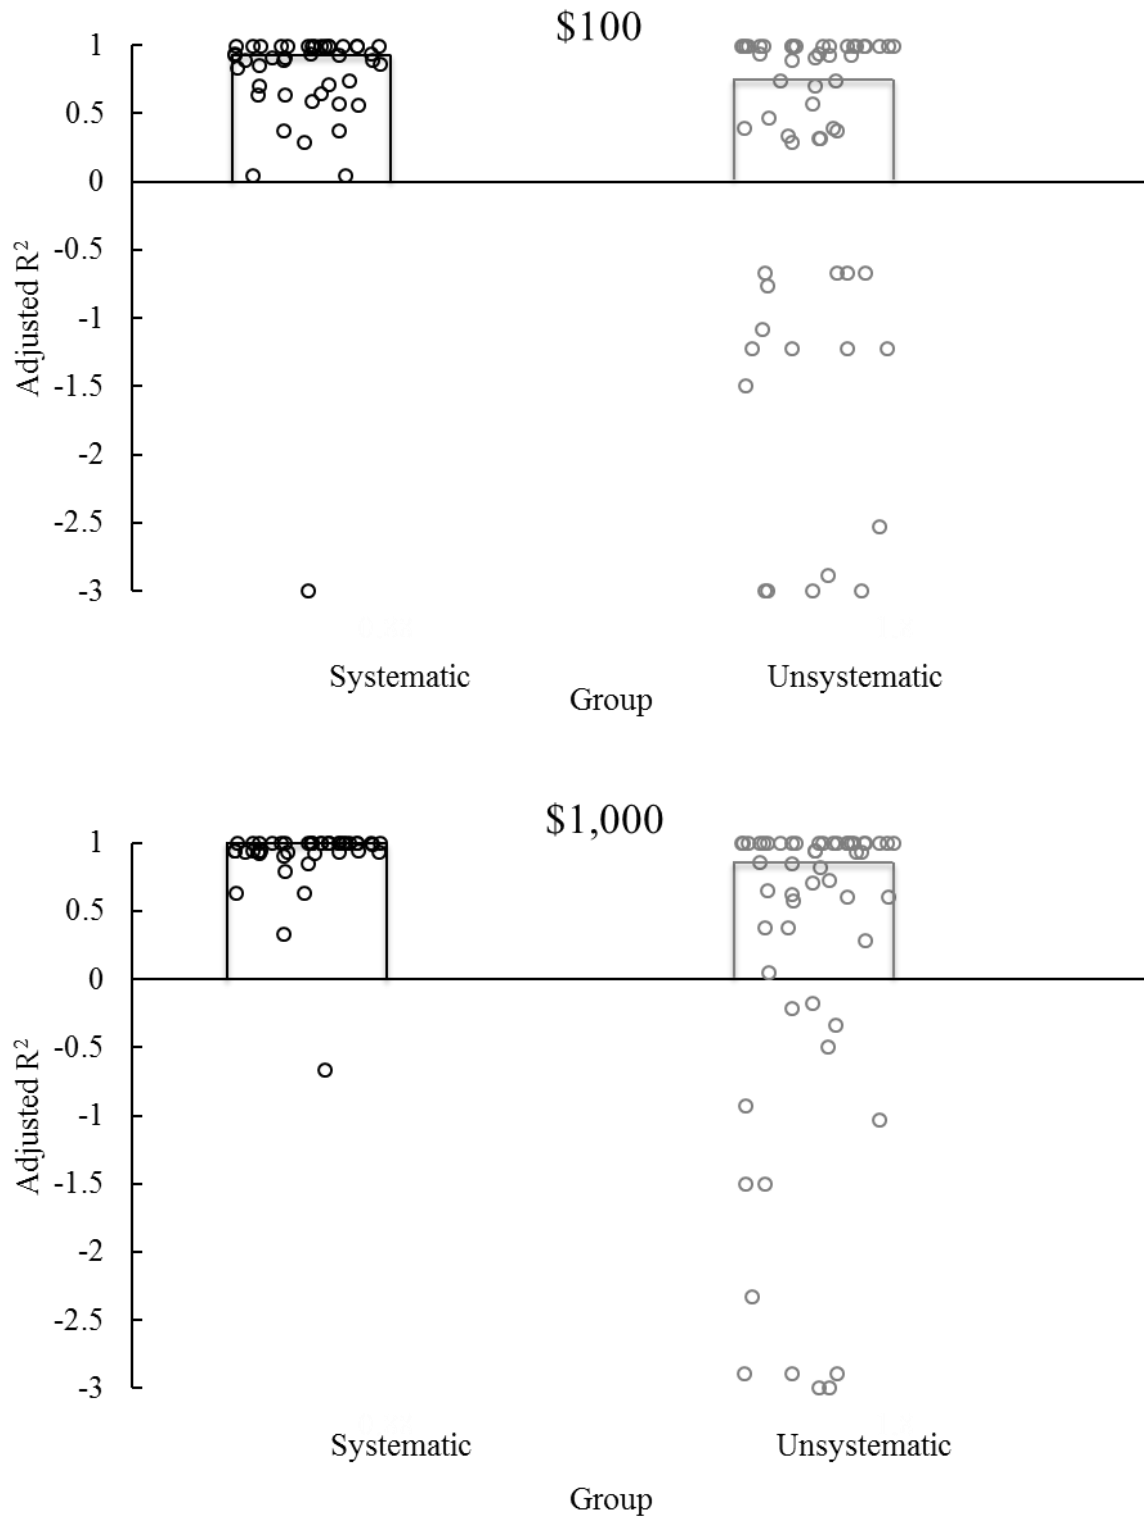 $100
1
0.5
0
-0.5
-1
-1.5
-2
-2.5
-3
Adjusted R²
Systematic
Unsystematic
Group
$1,000
1
0.5
0
-0.5
-1
-1.5
-2
-2.5
-3
Adjusted R²
Systematic
Unsystematic
Group